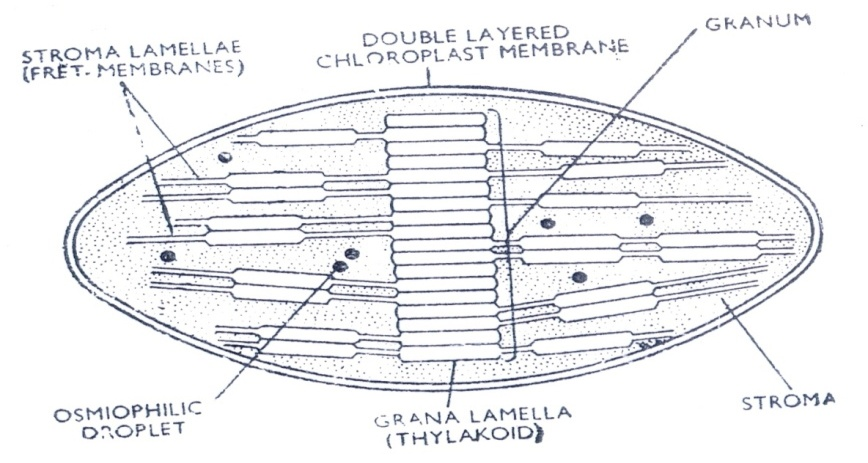 STROMA LAMELLAE
(FRET-MEMBRANES)
DOUBLE LAYERED
CHLOROPLAST MEMBRANE
GRANUM
OSMIOPHILIC
DROPLET
GRANA LAMELLA
(THYLAKOID)
STROMA